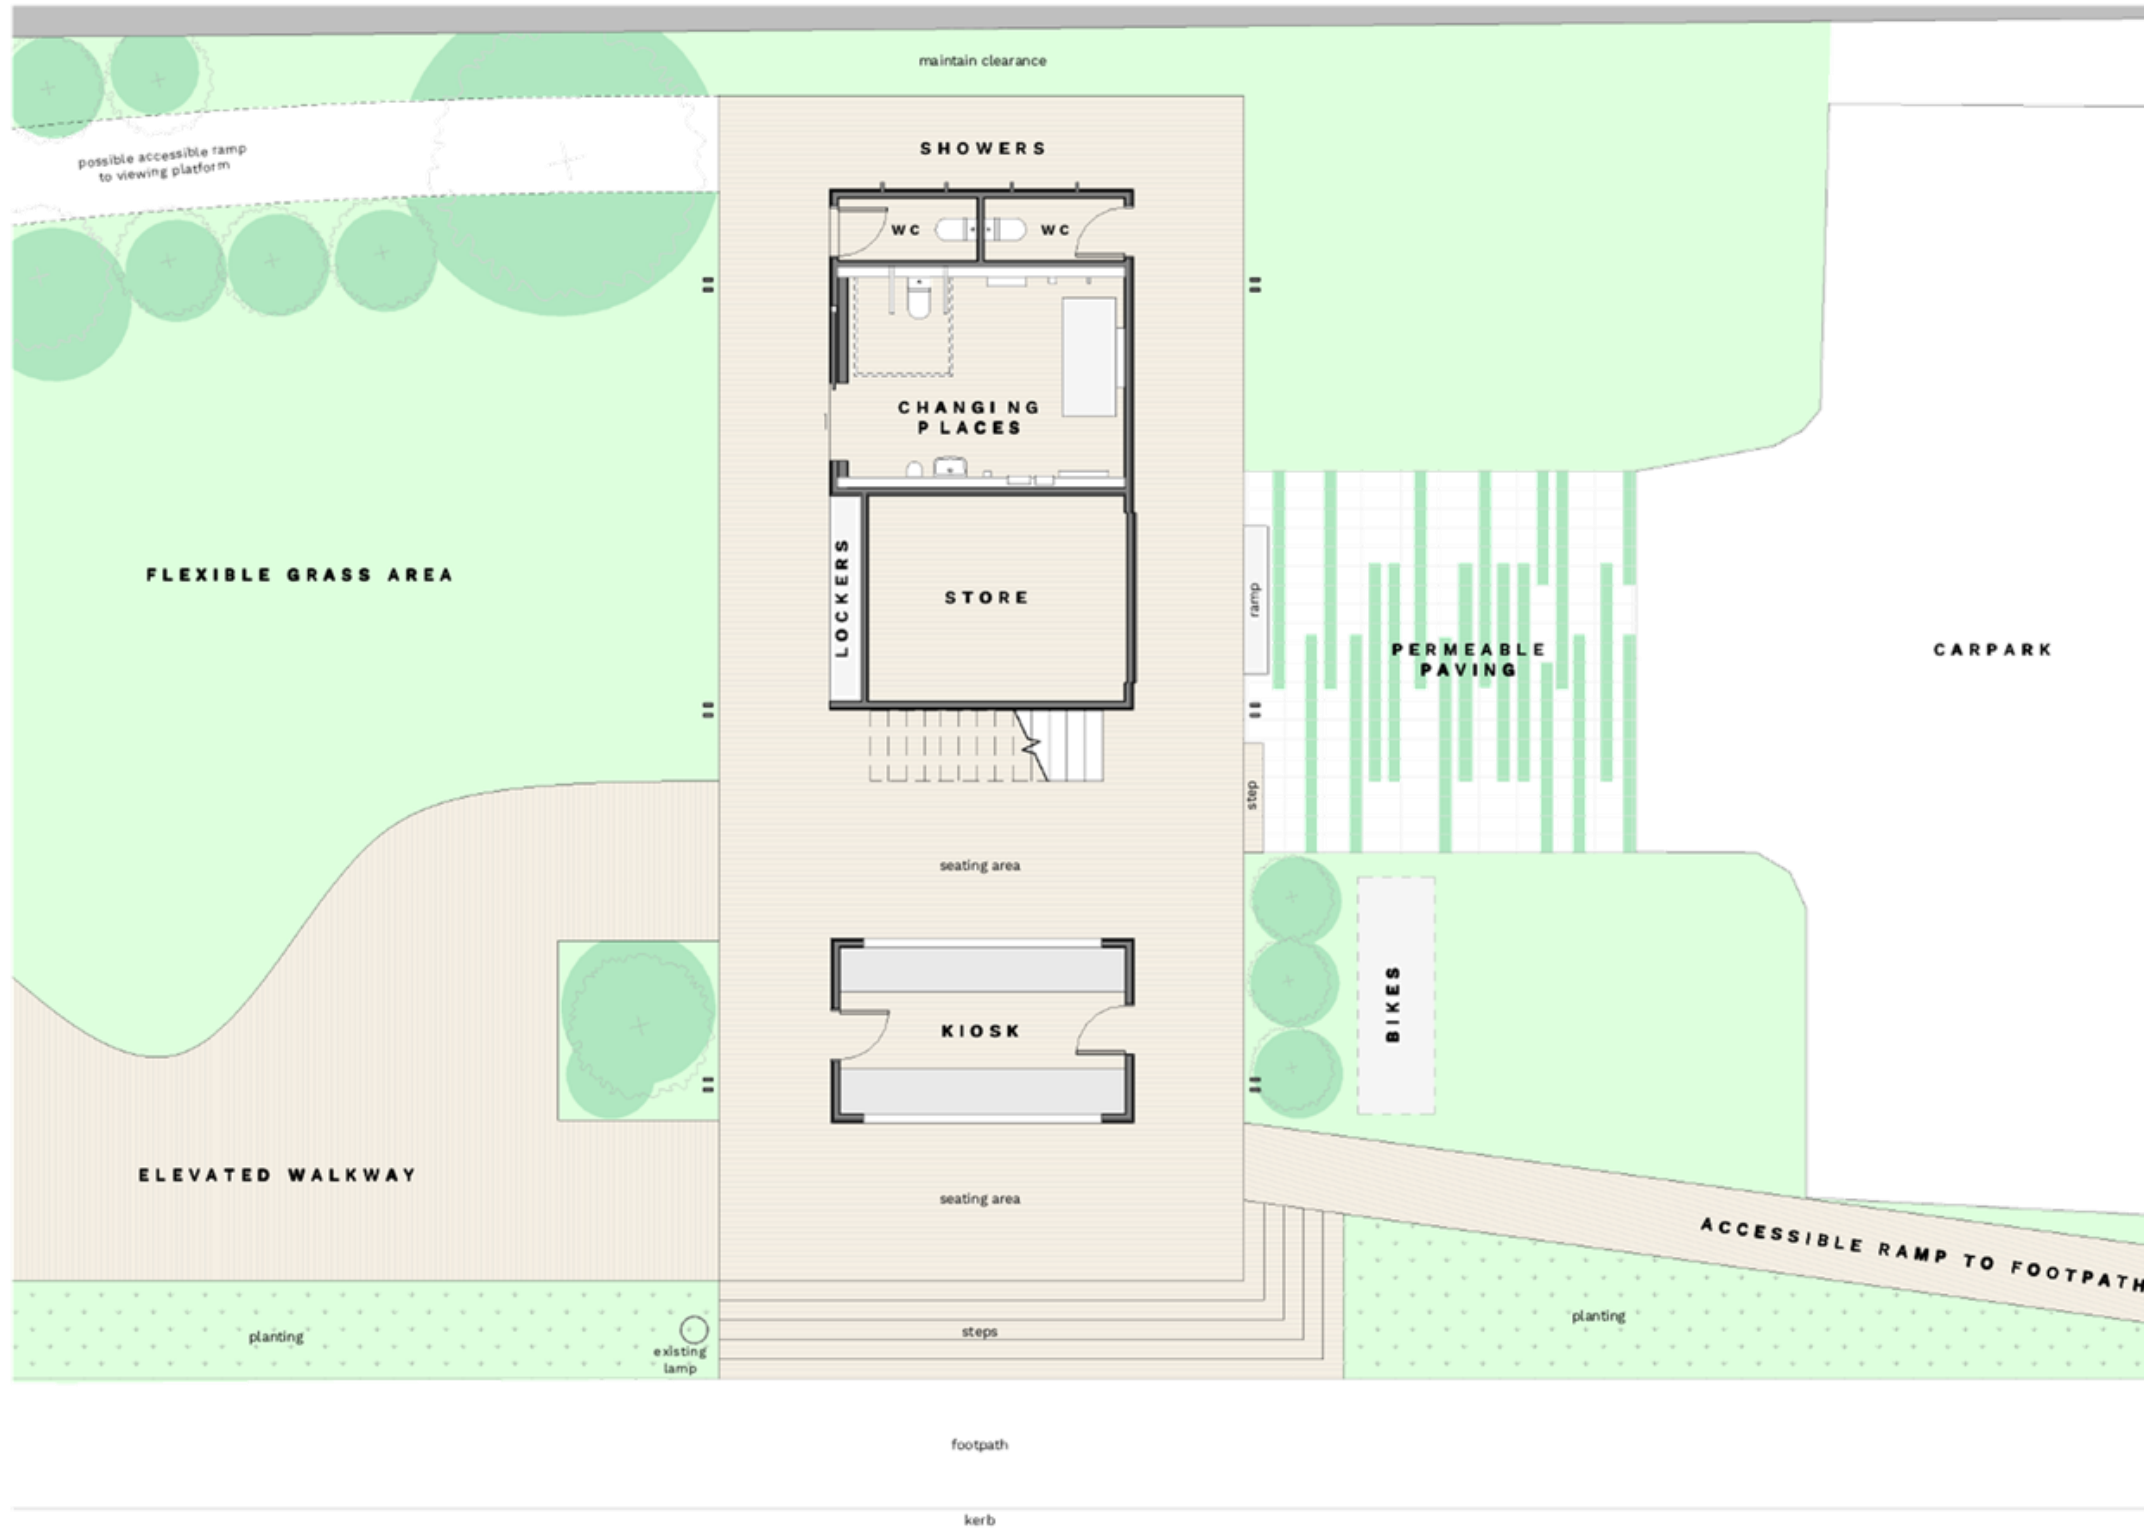 maintain clearance
SHOWERS
possible accessible ramp
to viewing platform
WC
WC
CHANGING
PLACES
FLEXIBLE GRASS AREA
LOCKERS
STORE
ramp
PERMEABLE
PAVING
CARPARK
step
seating area
BIKES
KIOSK
ELEVATED WALKWAY
seating area
ACCESSIBLE RAMP TO FOOTPATH
planting
planting
steps
existing
lamp
footpath
kerb